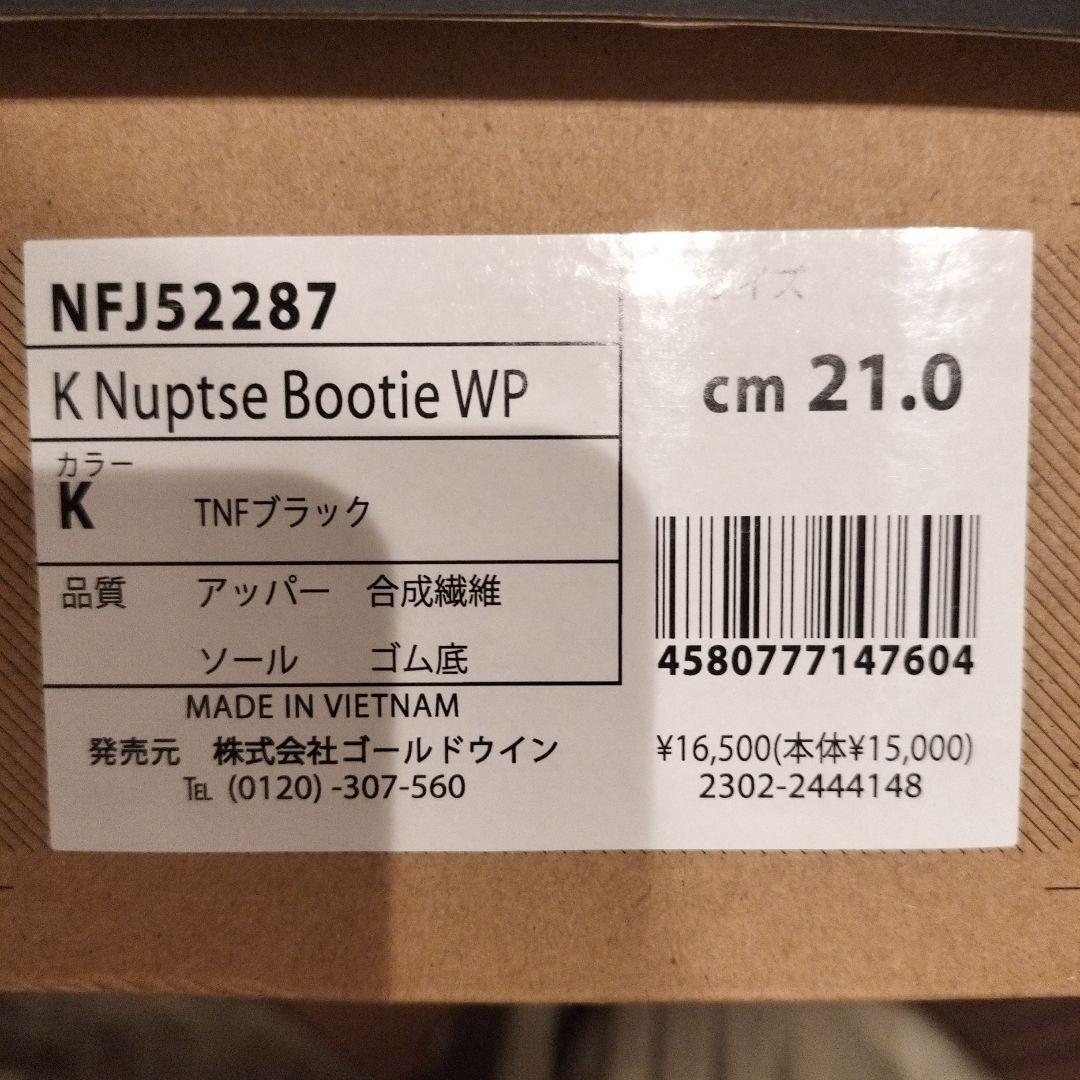 NFJ52287
K Nuptse Bootie WP
カラー
K TNFブラック
品質 アッパー 合成繊維
ソール ゴム底
MADE IN VIETNAM
発売元 株式会社ゴールドウイン
TEL (0120) -307-560
イズ
cm 21.0
4580777147604
¥16,500(本体¥15,000)
2302-2444148